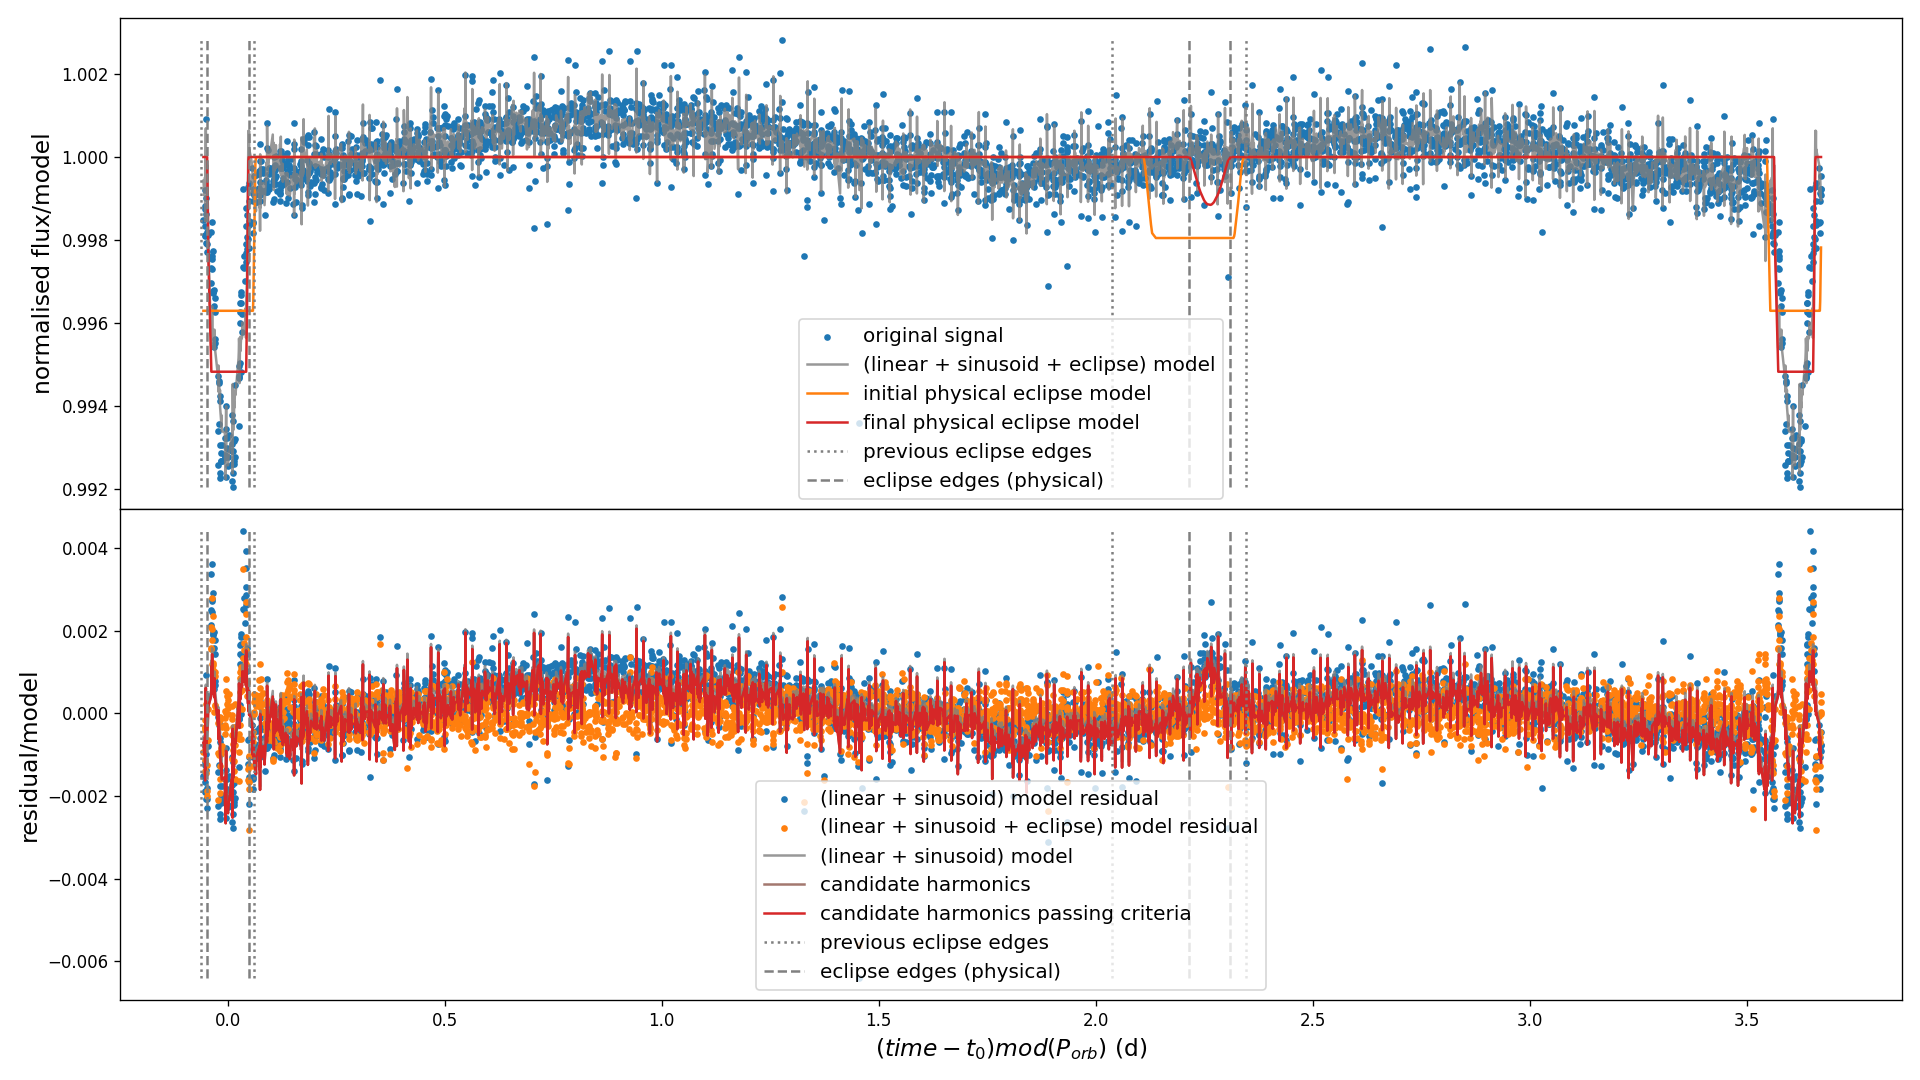 normalised flux/model
1.002
1.000
0.998
0.996
0.994
0.992
original signal
(linear + sinusoid + eclipse) model
initial physical eclipse model
final physical eclipse model
previous eclipse edges
eclipse edges (physical)
residual/model
0.004
0.002
0.000
−0.002
−0.004
−0.006
(linear + sinusoid) model residual
(linear + sinusoid + eclipse) model residual
(linear + sinusoid) model
candidate harmonics
candidate harmonics passing criteria
previous eclipse edges
eclipse edges (physical)
0.0 0.5 1.0 1.5 2.0 2.5 3.0 3.5
(time − t₀)mod(P_orb) (d)